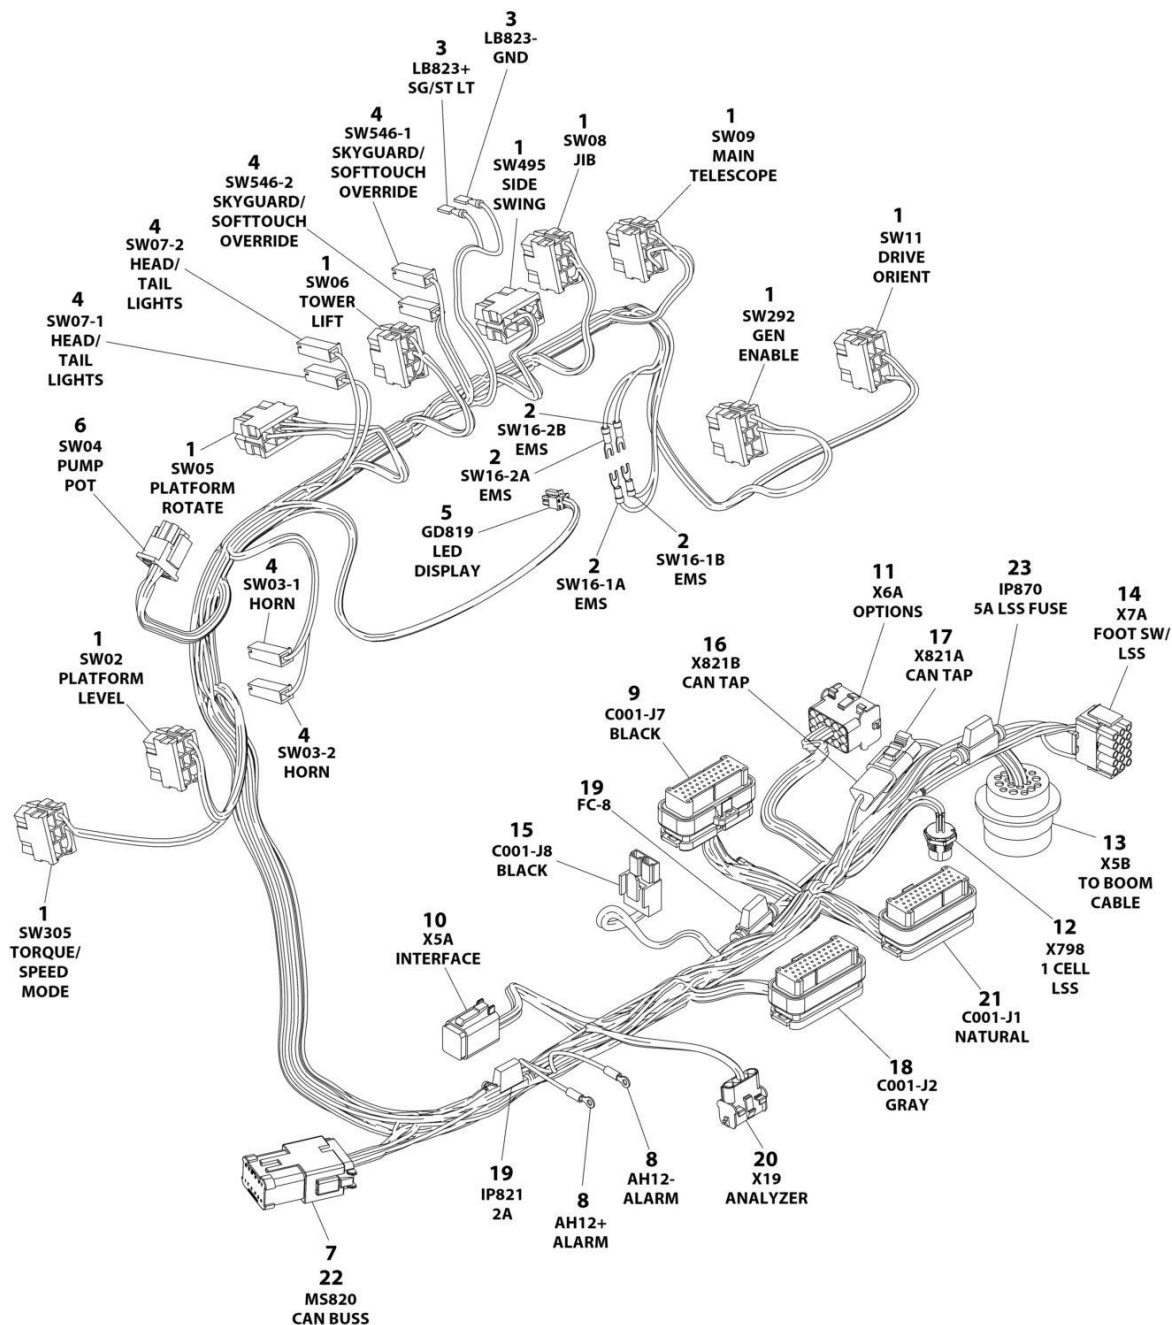 3
LB823-
GND
3
LB823+
SG/ST LT
4
SW546-1
SKYGUARD/
SOFTTOUCH
OVERRIDE
1
SW08
JIB
1
SW09
MAIN
TELESCOPE
1
SW495
SIDE
SWING
4
SW546-2
SKYGUARD/
SOFTTOUCH
OVERRIDE
4
SW07-2
HEAD/
TAIL
LIGHTS
1
SW11
DRIVE
ORIENT
1
SW06
TOWER
LIFT
4
SW07-1
HEAD/
TAIL
LIGHTS
1
SW292
GEN
ENABLE
6
SW04
PUMP
POT
1
SW05
PLATFORM
ROTATE
2
SW16-2B
EMS
2
SW16-2A
EMS
5
GD819
LED
DISPLAY
2
SW16-1A
EMS
2
SW16-1B
EMS
4
SW03-1
HORN
11
X6A
OPTIONS
23
IP870
5A LSS FUSE
14
X7A
FOOT SW/
LSS
1
SW02
PLATFORM
LEVEL
16
X821B
CAN TAP
17
X821A
CAN TAP
9
C001-J7
BLACK
4
SW03-2
HORN
19
FC-8
15
C001-J8
BLACK
13
X5B
TO BOOM
CABLE
1
SW305
TORQUE/
SPEED
MODE
10
X5A
INTERFACE
12
X798
1 CELL
LSS
21
C001-J1
NATURAL
18
C001-J2
GRAY
19
IP821
2A
8
AH12+
ALARM
8
AH12-
ALARM
20
X19
ANALYZER
7
22
MS820
CAN BUSS